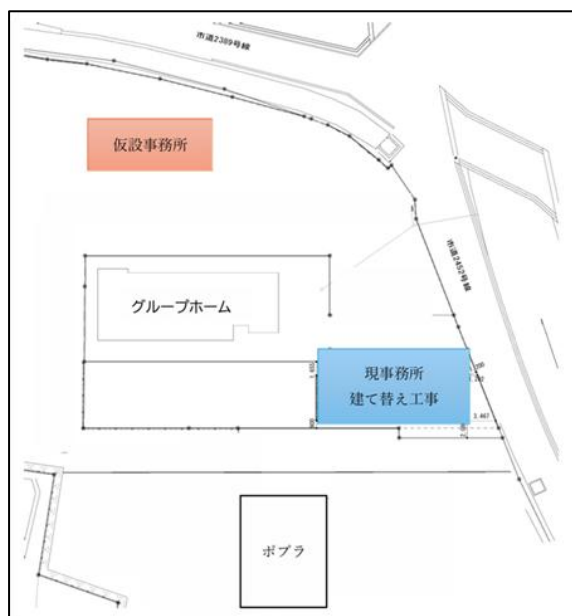 市道2389号線
仮設事務所
市道2452号線
グループホーム
現事務所
建て替え工事
3.467
ポプラ